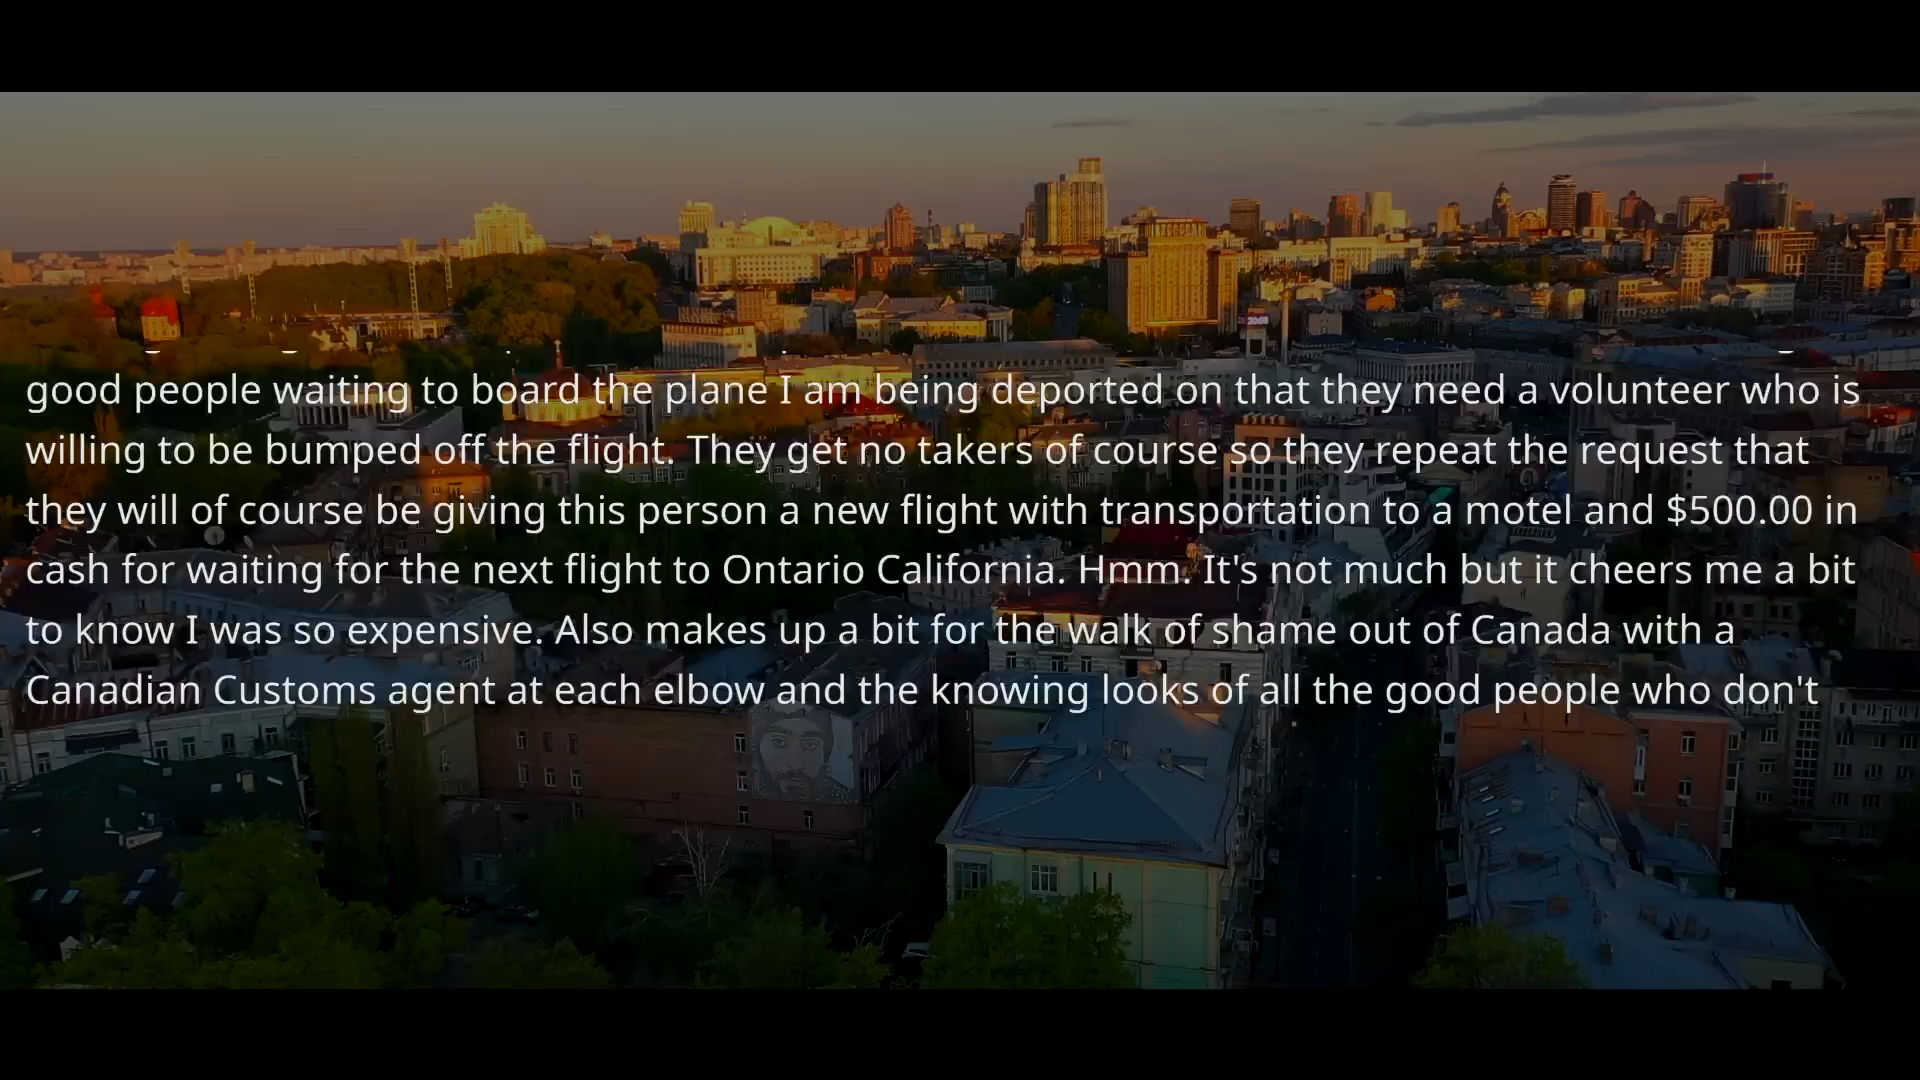 good people waiting to board the plane I am being deported on that they need a volunteer who is
willing to be bumped off the flight. They get no takers of course so they repeat the request that
they will of course be giving this person a new flight with transportation to a motel and $500.00 in
cash for waiting for the next flight to Ontario California. Hmm. It's not much but it cheers me a bit
to know I was so expensive. Also makes up a bit for the walk of shame out of Canada with a
Canadian Customs agent at each elbow and the knowing looks of all the good people who don't